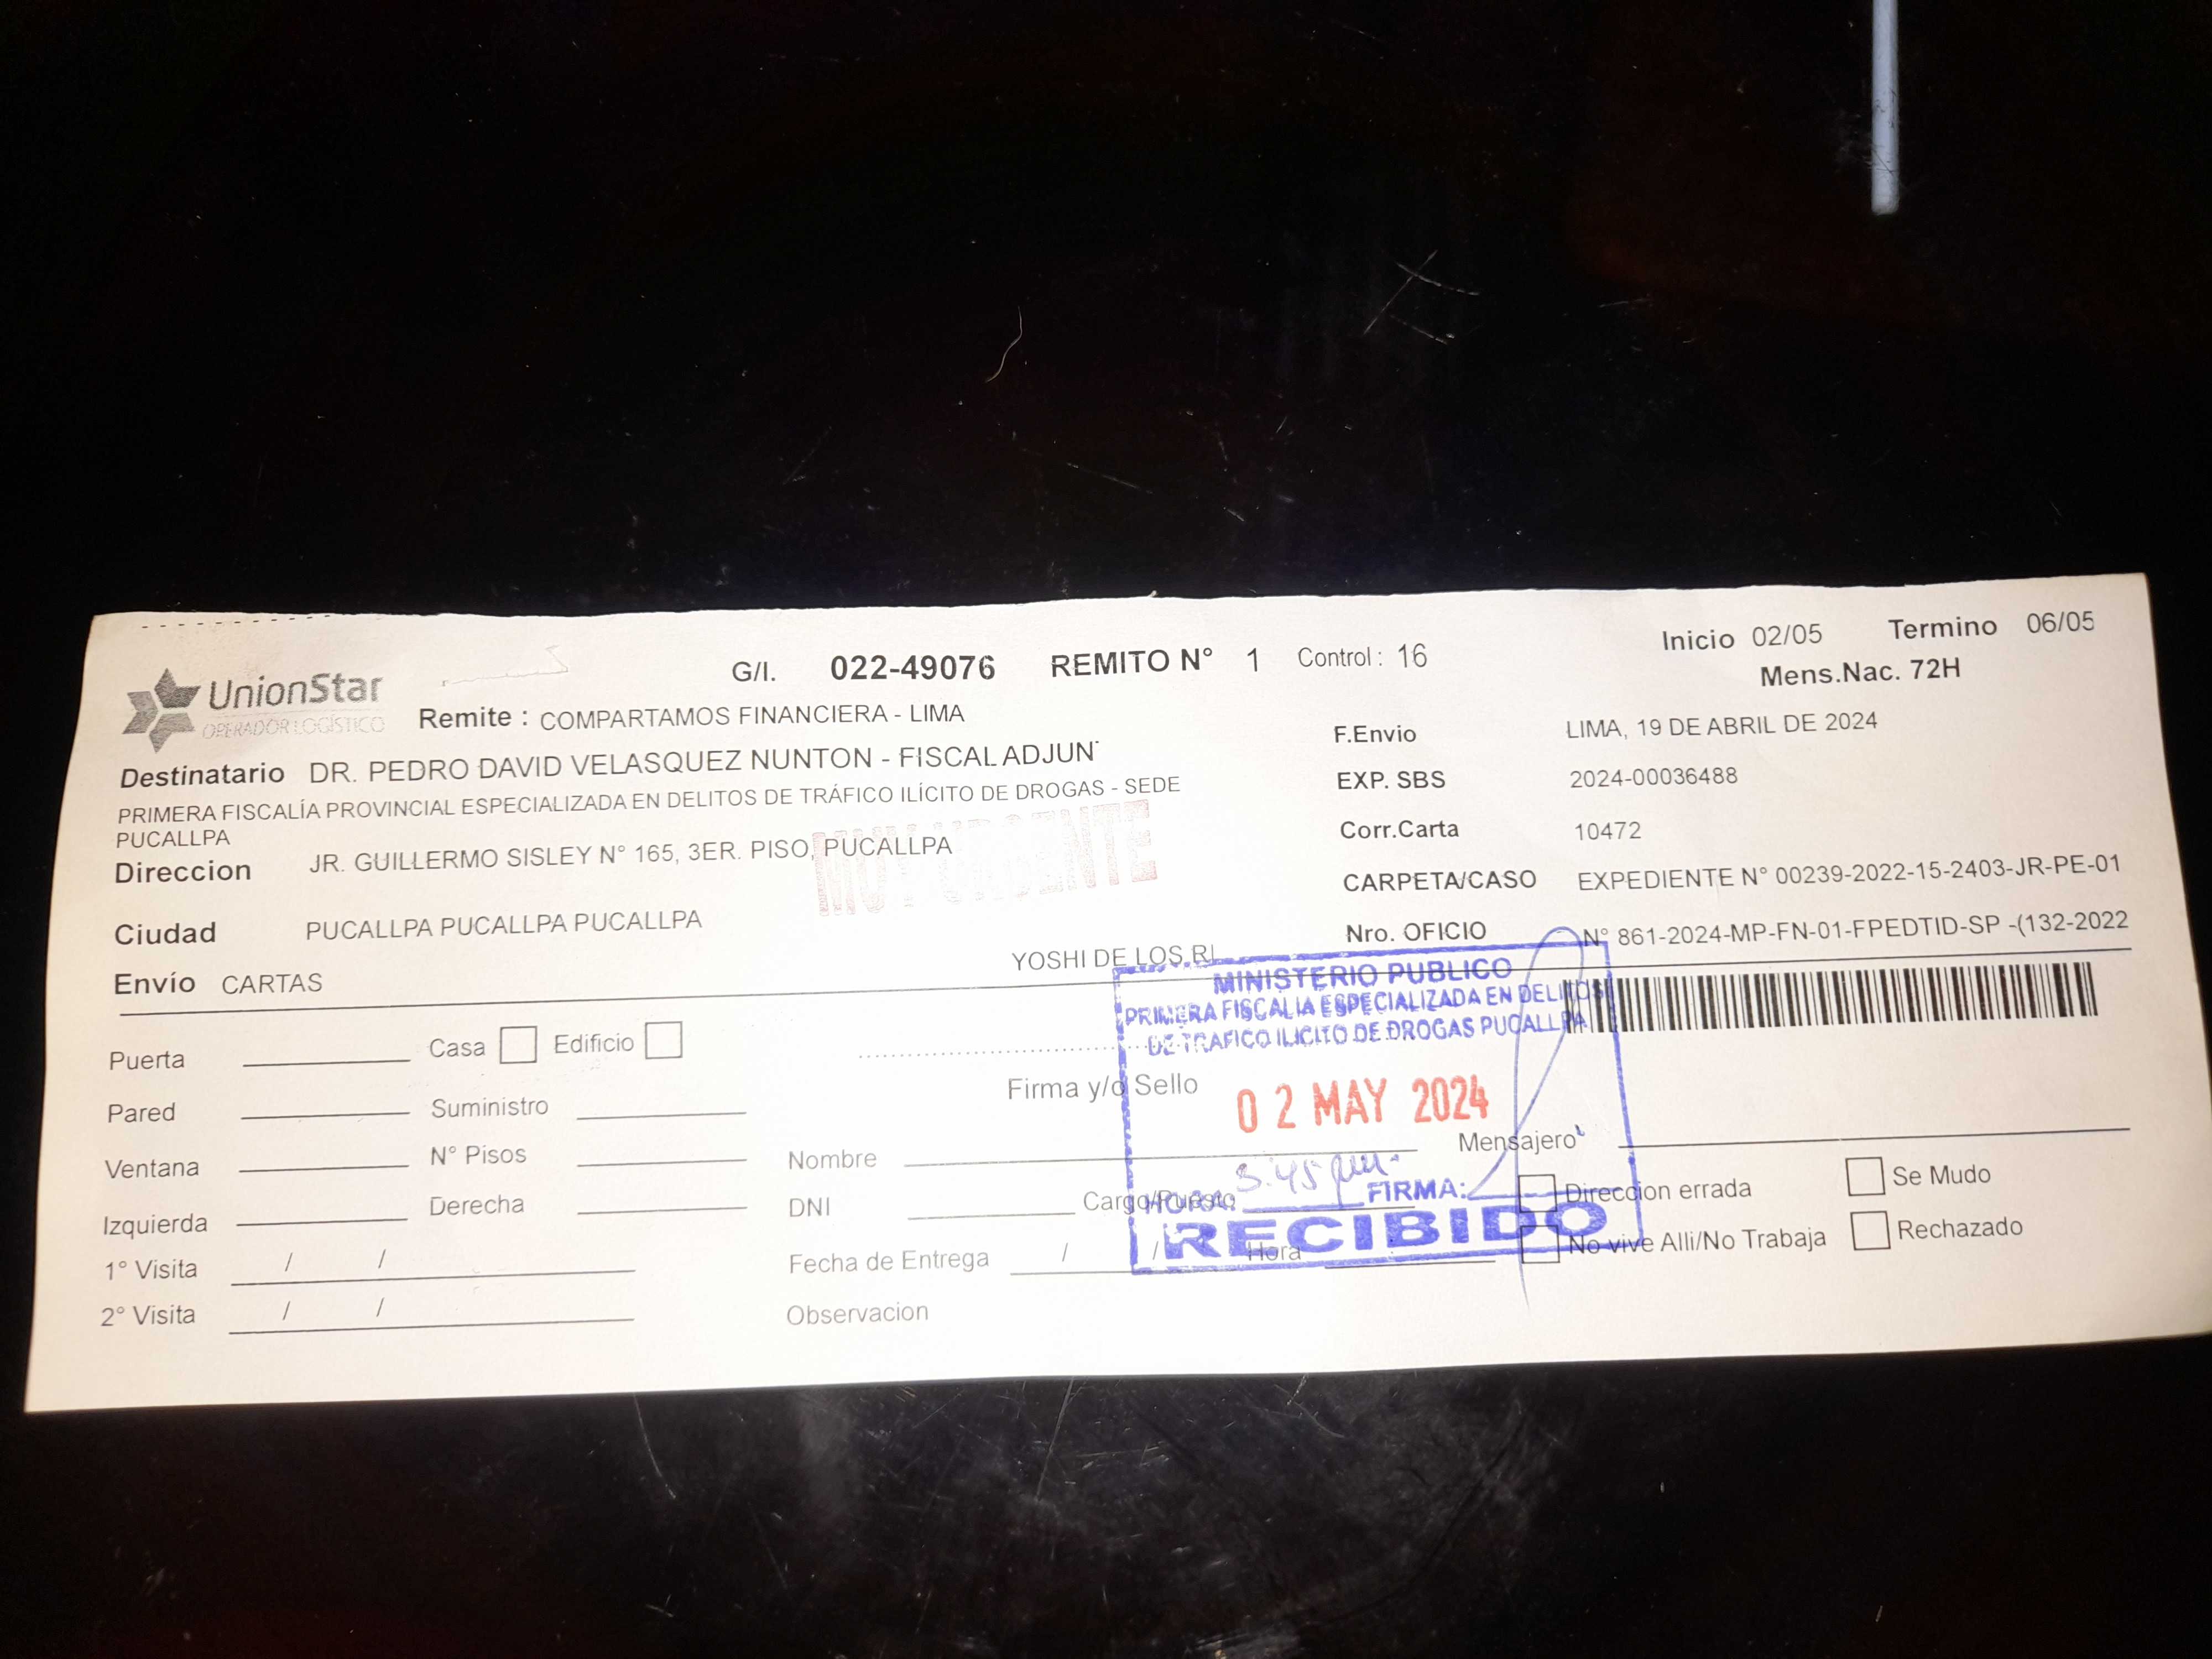 UnionStar
OPERADOR LOGÍSTICO
G/I. 022-49076 REMITO N° 1 Control : 16
Inicio 02/05 Termino 06/05
Mens.Nac. 72H
Remite : COMPARTAMOS FINANCIERA - LIMA
Destinatario DR. PEDRO DAVID VELASQUEZ NUNTON - FISCAL ADJUN
PRIMERA FISCALÍA PROVINCIAL ESPECIALIZADA EN DELITOS DE TRÁFICO ILÍCITO DE DROGAS - SEDE
PUCALLPA
Direccion JR. GUILLERMO SISLEY N° 165, 3ER. PISO, PUCALLPA
MUY URGENTE
Ciudad PUCALLPA PUCALLPA PUCALLPA
Envío CARTAS
YOSHI DE LOS RI
F.Envio LIMA, 19 DE ABRIL DE 2024
EXP. SBS 2024-00036488
Corr.Carta 10472
CARPETA/CASO EXPEDIENTE N° 00239-2022-15-2403-JR-PE-01
Nro. OFICIO N° 861-2024-MP-FN-01-FPEDTID-SP -(132-2022
MINISTERIO PUBLICO
PRIMERA FISCALIA ESPECIALIZADA EN DELITOS
DE TRAFICO ILICITO DE DROGAS PUCALLPA
02 MAY 2024
HORA: 3:45 pm. FIRMA:
RECIBIDO
Puerta Casa Edificio
Pared Suministro
Ventana N° Pisos
Izquierda Derecha
1° Visita / /
2° Visita / /
Firma y/o Sello
Nombre
DNI Cargo/Puesto
Fecha de Entrega / / Hora
Observacion
Mensajero
Direccion errada Se Mudo
No vive Alli/No Trabaja Rechazado